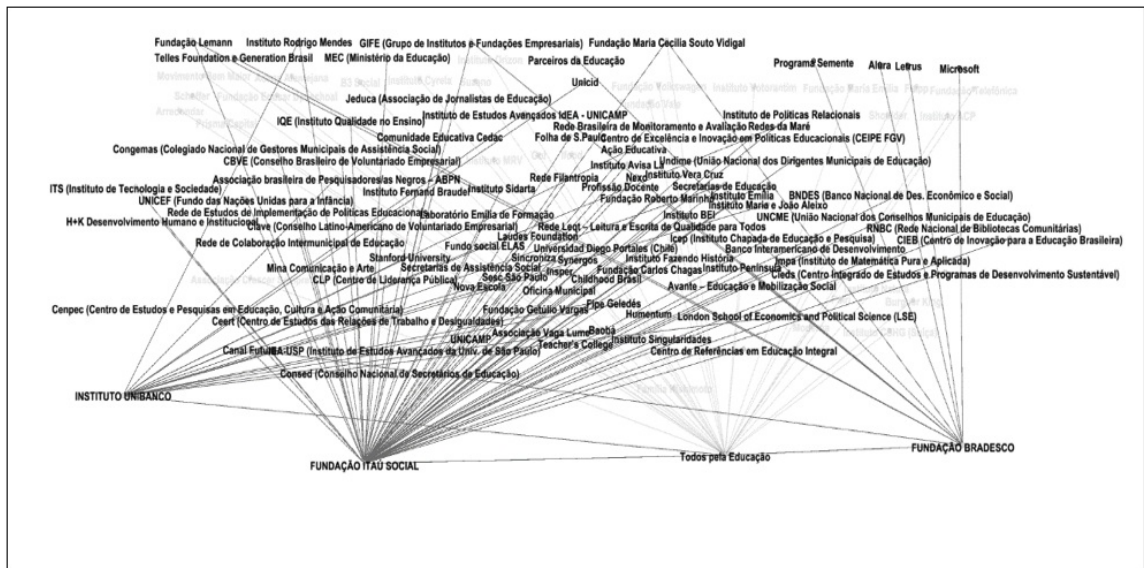 Fundação Lemann
Instituto Rodrigo Mendes
GIFE (Grupo de Institutos e Fundações Empresariais)
Fundação Maria Cecilia Souto Vidigal
Telles Foundation e Generation Brasil
MEC (Ministério da Educação)
Parceiros da Educação
Programa Semente
Altera
Letrus
Microsoft
Unicid
Fundação Volkswagen
Instituto Votorantim
Fundação Maria Emília
Fundação Telefônica
Jeduca (Associação de Jornalistas de Educação)
Instituto de Estudos Avançados IdEA - UNICAMP
Instituto de Políticas Relacionais
IQE (Instituto Qualidade no Ensino)
Rede Brasileira de Monitoramento e Avaliação
Redes da Maré
Comunidade Educativa Cedac
Folha de S.Paulo
Centro de Excelência e Inovação em Políticas Educacionais (CEIPE FGV)
Congemas (Colegiado Nacional de Gestores Municipais de Assistência Social)
Ação Educativa
CBVE (Conselho Brasileiro de Voluntariado Empresarial)
Instituto MRV
Instituto Avisa Lá
Undime (União Nacional dos Dirigentes Municipais de Educação)
Associação brasileira de Pesquisadores/as Negros – ABPN
Rede Filantropia
Nexo
Instituto Vera Cruz
ITS (Instituto de Tecnologia e Sociedade)
Instituto Fernand Braudel
Instituto Sidarta
Profissão Docente
Secretarias de Educação
UNICEF (Fundo das Nações Unidas para a Infância)
Fundação Roberto Marinho
Instituto Emília
BNDES (Banco Nacional de Des. Econômico e Social)
Instituto Marie e João Aleixo
Rede de Estudos de Implementação de Políticas Educacionais
Laboratório Emília de Formação
Instituto BEI
UNCME (União Nacional dos Conselhos Municipais de Educação)
H+K Desenvolvimento Humano e Institucional
Clave (Conselho Latino-Americano de Voluntariado Empresarial)
Rede Leqt – Leitura e Escrita de Qualidade para Todos
RNBC (Rede Nacional de Bibliotecas Comunitárias)
Laudes Foundation
Icep (Instituto Chapada de Educação e Pesquisa)
CIEB (Centro de Inovação para a Educação Brasileira)
Rede de Colaboração Intermunicipal de Educação
Fundo social ELAS
Universidad Diego Portales (Chile)
Banco Interamericano de Desenvolvimento
Stanford University
Sincroniza
Synergos
Instituto Fazendo História
Impa (Instituto de Matemática Pura e Aplicada)
Mina Comunicação e Arte
Secretarias de Assistência Social
Insper
Fundação Carlos Chagas
Instituto Península
CLP (Centro de Liderança Pública)
Sesc São Paulo
Childhood Brasil
Cieds (Centro Integrado de Estudos e Programas de Desenvolvimento Sustentável)
Nova Escola
Oficina Municipal
Avante – Educação e Mobilização Social
Cenpec (Centro de Estudos e Pesquisas em Educação, Cultura e Ação Comunitária)
Fundação Getúlio Vargas
Fipe
Geledés
Humentum
London School of Economics and Political Science (LSE)
Ceert (Centro de Estudos das Relações de Trabalho e Desigualdades)
Associação Vaga Lume
Baobá
UNICAMP
Teacher's College
Instituto Singularidades
Canal Futura
IEA-USP (Instituto de Estudos Avançados da Univ. de São Paulo)
Centro de Referências em Educação Integral
Consed (Conselho Nacional de Secretários de Educação)
INSTITUTO UNIBANCO
FUNDAÇÃO ITAÚ SOCIAL
Todos pela Educação
FUNDAÇÃO BRADESCO